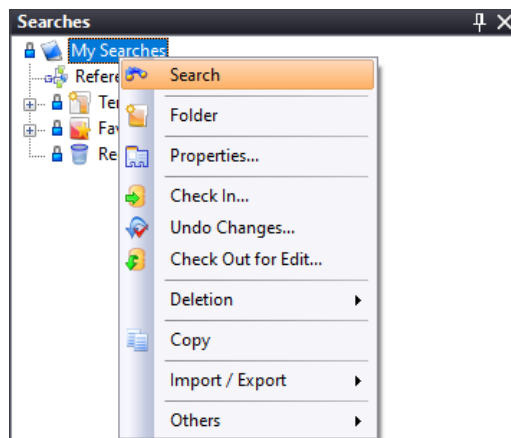 Searches
My Searches
Refere
Search
Te
Folder
Fav
Re
Properties...
Check In...
Undo Changes...
Check Out for Edit...
Deletion
Copy
Import / Export
Others